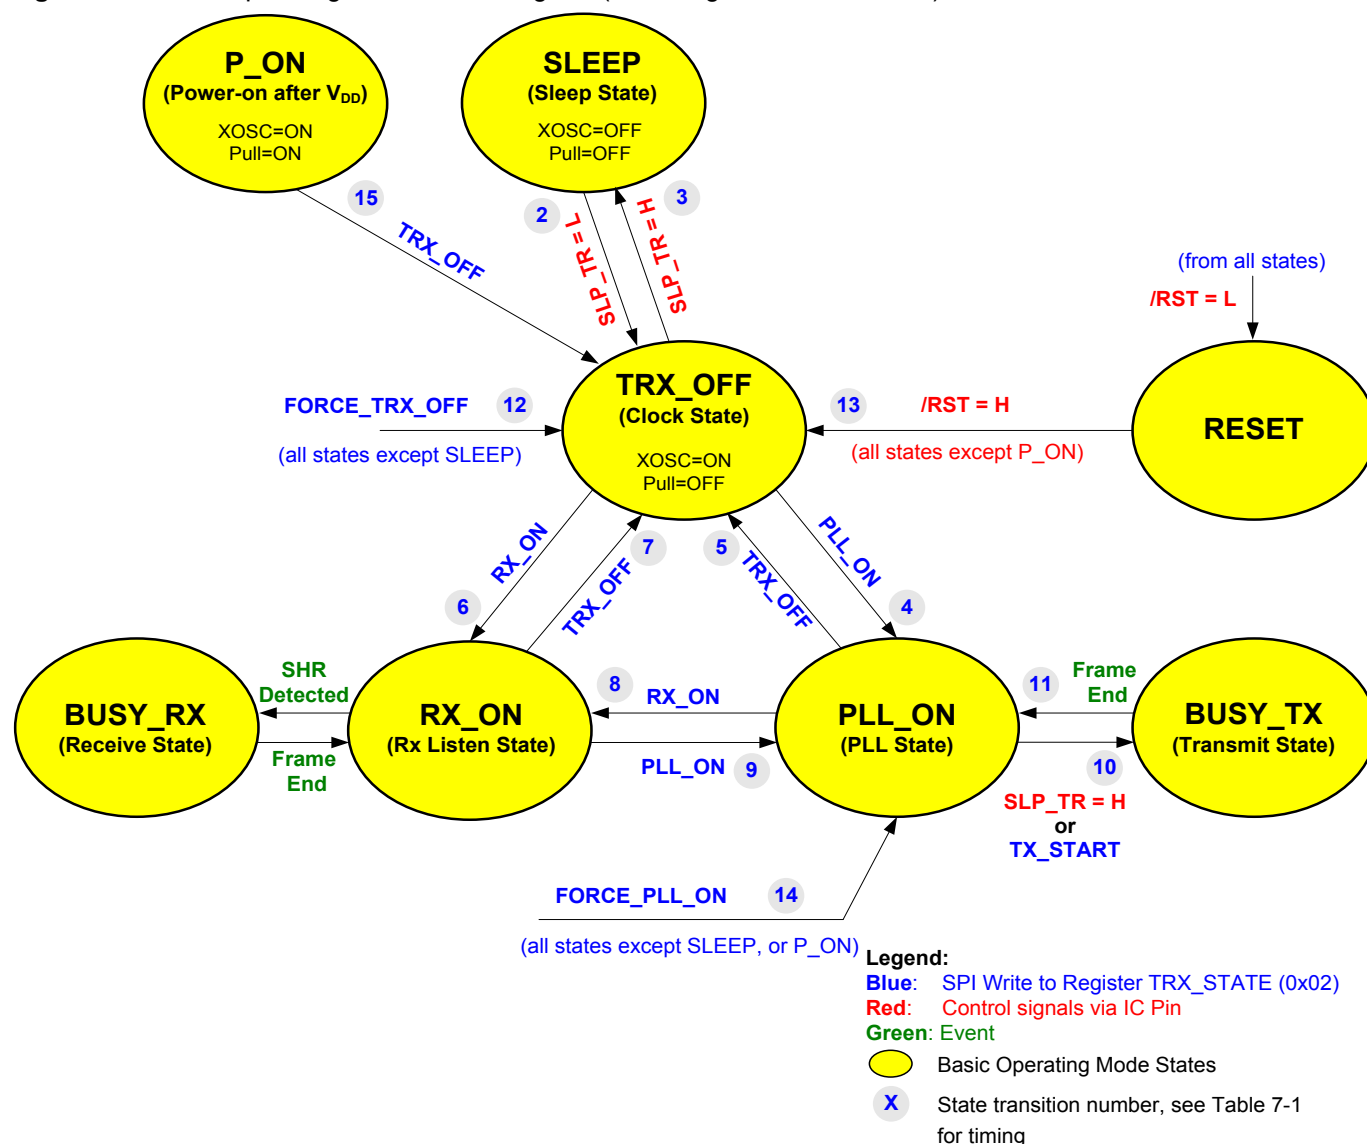 P_ON
(Power-on after VDD)
XOSC=ON
Pull=ON
SLEEP
(Sleep State)
XOSC=OFF
Pull=OFF
15
TRX_OFF
2
SLP_TR = L
SLP_TR = H
3
(from all states)
/RST = L
FORCE_TRX_OFF 12
(all states except SLEEP)
TRX_OFF
(Clock State)
XOSC=ON
Pull=OFF
13 /RST = H
(all states except P_ON)
RESET
RX_ON
6
7
TRX_OFF
5
TRX_OFF
PLL_ON
4
BUSY_RX
(Receive State)
SHR
Detected
Frame
End
RX_ON
(Rx Listen State)
8 RX_ON
PLL_ON 9
PLL_ON
(PLL State)
11 Frame
End
10
SLP_TR = H
or
TX_START
BUSY_TX
(Transmit State)
FORCE_PLL_ON 14
(all states except SLEEP, or P_ON)
Legend:
Blue: SPI Write to Register TRX_STATE (0x02)
Red: Control signals via IC Pin
Green: Event
Basic Operating Mode States
X State transition number, see Table 7-1
for timing